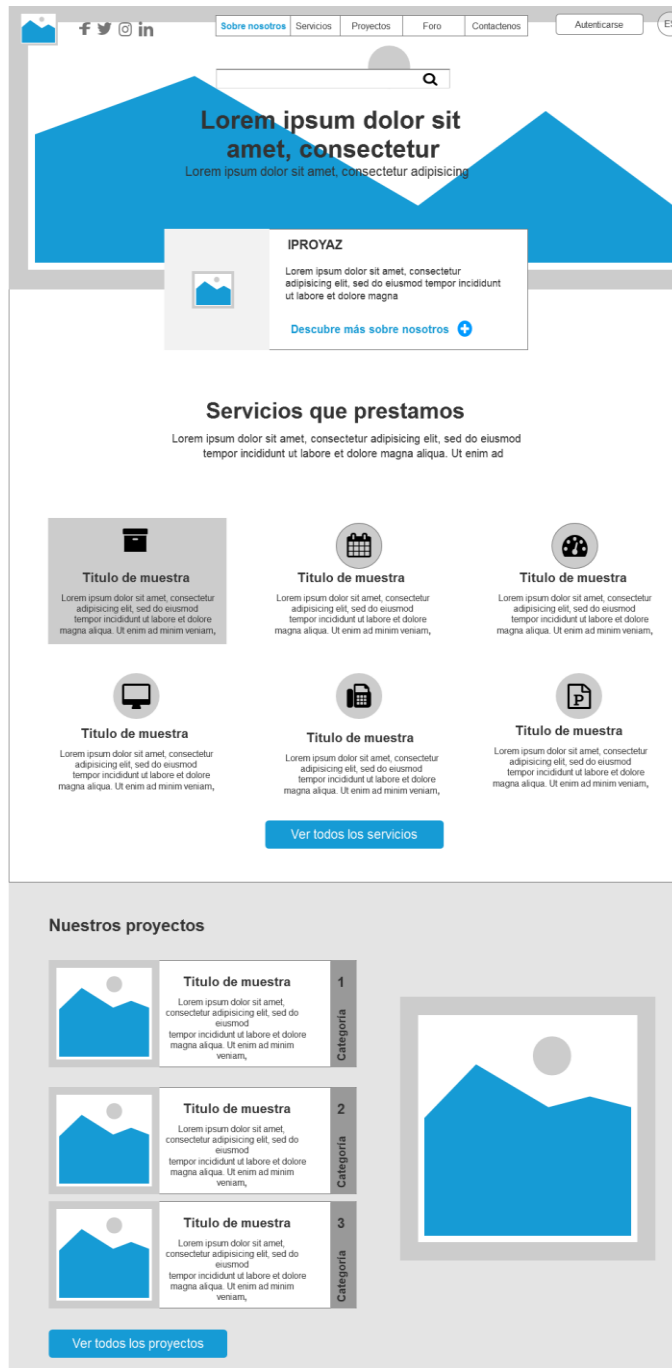 Sobre nosotros Servicios Proyectos Foro Contactenos Autenticarse ES
Lorem ipsum dolor sit
amet, consectetur
Lorem ipsum dolor sit amet, consectetur adipisicing
IPROYAZ
Lorem ipsum dolor sit amet, consectetur
adipisicing elit, sed do eiusmod tempor incididunt
ut labore et dolore magna
Descubre más sobre nosotros
Servicios que prestamos
Lorem ipsum dolor sit amet, consectetur adipisicing elit, sed do eiusmod
tempor incididunt ut labore et dolore magna aliqua. Ut enim ad
Titulo de muestra
Lorem ipsum dolor sit amet, consectetur
adipisicing elit, sed do eiusmod
tempor incididunt ut labore et dolore
magna aliqua. Ut enim ad minim veniam,
Titulo de muestra
Lorem ipsum dolor sit amet, consectetur
adipisicing elit, sed do eiusmod
tempor incididunt ut labore et dolore
magna aliqua. Ut enim ad minim veniam,
Titulo de muestra
Lorem ipsum dolor sit amet, consectetur
adipisicing elit, sed do eiusmod
tempor incididunt ut labore et dolore
magna aliqua. Ut enim ad minim veniam,
Titulo de muestra
Lorem ipsum dolor sit amet, consectetur
adipisicing elit, sed do eiusmod
tempor incididunt ut labore et dolore
magna aliqua. Ut enim ad minim veniam,
Titulo de muestra
Lorem ipsum dolor sit amet, consectetur
adipisicing elit, sed do eiusmod
tempor incididunt ut labore et dolore
magna aliqua. Ut enim ad minim veniam,
Titulo de muestra
Lorem ipsum dolor sit amet, consectetur
adipisicing elit, sed do eiusmod
tempor incididunt ut labore et dolore
magna aliqua. Ut enim ad minim veniam,
Ver todos los servicios
Nuestros proyectos
Titulo de muestra
Lorem ipsum dolor sit amet,
consectetur adipisicing elit, sed do
eiusmod
tempor incididunt ut labore et dolore
magna aliqua. Ut enim ad minim
veniam,
1
Categoría
Titulo de muestra
Lorem ipsum dolor sit amet,
consectetur adipisicing elit, sed do
eiusmod
tempor incididunt ut labore et dolore
magna aliqua. Ut enim ad minim
veniam,
2
Categoría
Titulo de muestra
Lorem ipsum dolor sit amet,
consectetur adipisicing elit, sed do
eiusmod
tempor incididunt ut labore et dolore
magna aliqua. Ut enim ad minim
veniam,
3
Categoría
Ver todos los proyectos